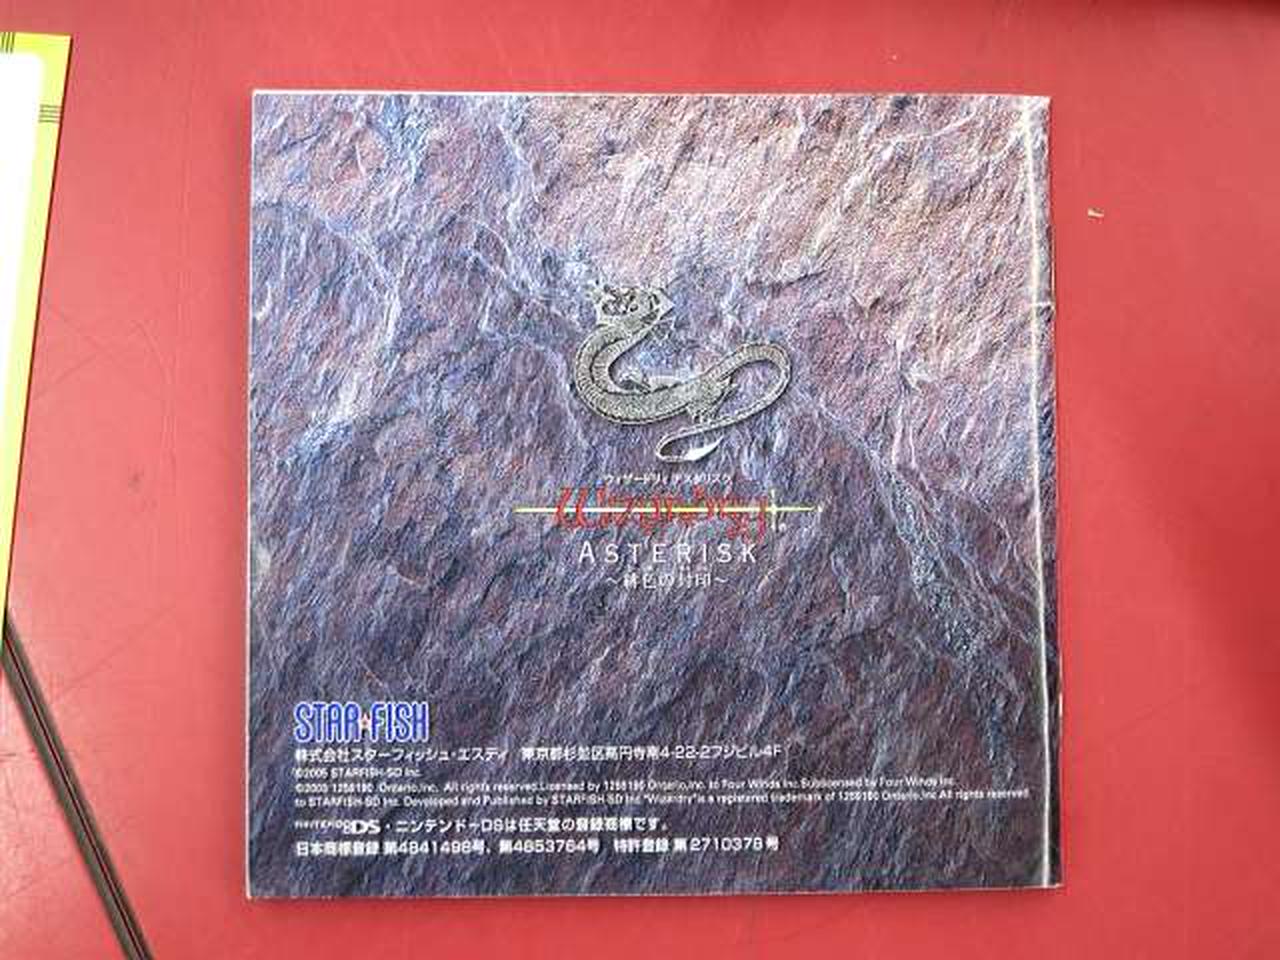 ウィザードリィ アスタリスク
Wizardry
ASTERISK
～緋色の封印～
STAR★FISH
株式会社スターフィッシュ・エスディ 東京都杉並区高円寺南4-22-2フジビル4F
©2005 STARFISH-SD Inc.
©2005 1259190 Ontario,Inc. All rights reserved.Licensed by 1259190 Ontario,Inc. to Four Winds Inc.Sublicensed by Four Winds Inc.
to STARFISH-SD Inc. Developed and Published by STARFISH-SD Inc "Wizardry"is a registered trademark of 1259190 Ontario,Inc.All rights reserved.
NINTENDO DS・ニンテンドーDSは任天堂の登録商標です。
日本商標登録 第4841498号、第4853764号 特許登録 第2710378号